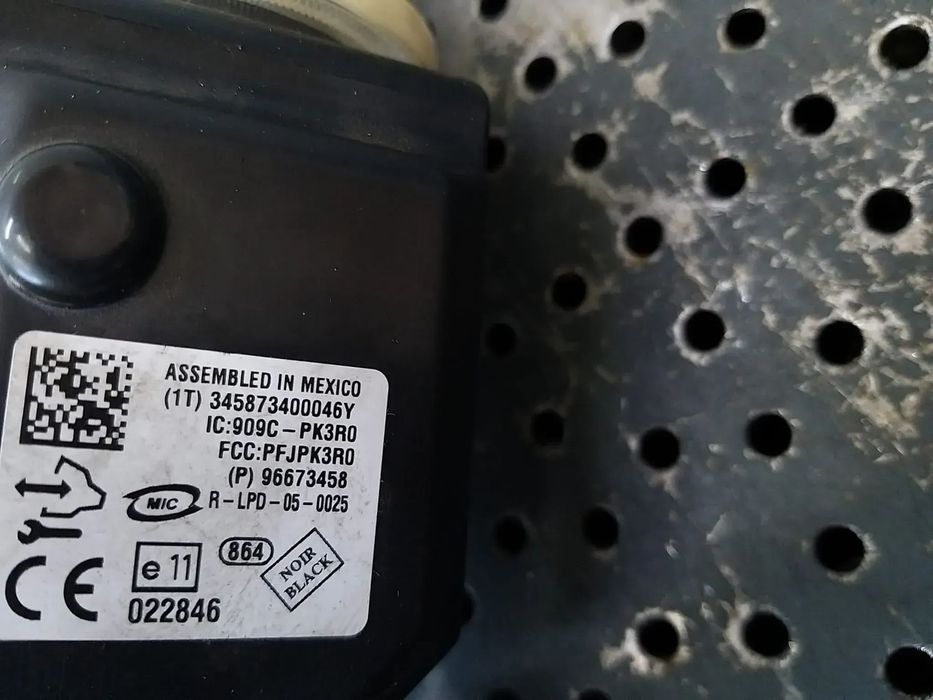 ASSEMBLED IN MEXICO
(1T) 345873400046Y
IC:909C-PK3R0
FCC:PFJPK3R0
(P) 96673458
MIC R-LPD-05-0025
CE e 11 864 NOIR
BLACK
022846